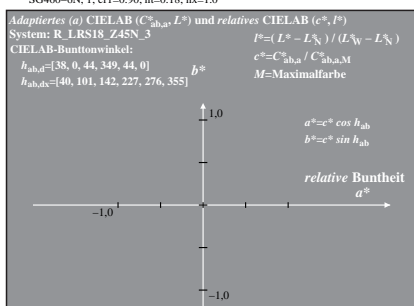 Adaptiertes (a) CIELAB (C*ab,a, L*) und relatives CIELAB (c*, l*)
System: R_LRS18_Z45N_3
CIELAB-Bunttonwinkel:
hab,d=[38, 0, 44, 349, 44, 0]
hab,dx=[40, 101, 142, 227, 276, 355]
l*=( L* – L*N ) / (L*W – L*N )
c*=C*ab,a / C*ab,a,M
M=Maximalfarbe
b*
1,0
a*=c* cos hab
b*=c* sin hab
relative Buntheit
a*
–1,0
–1,0